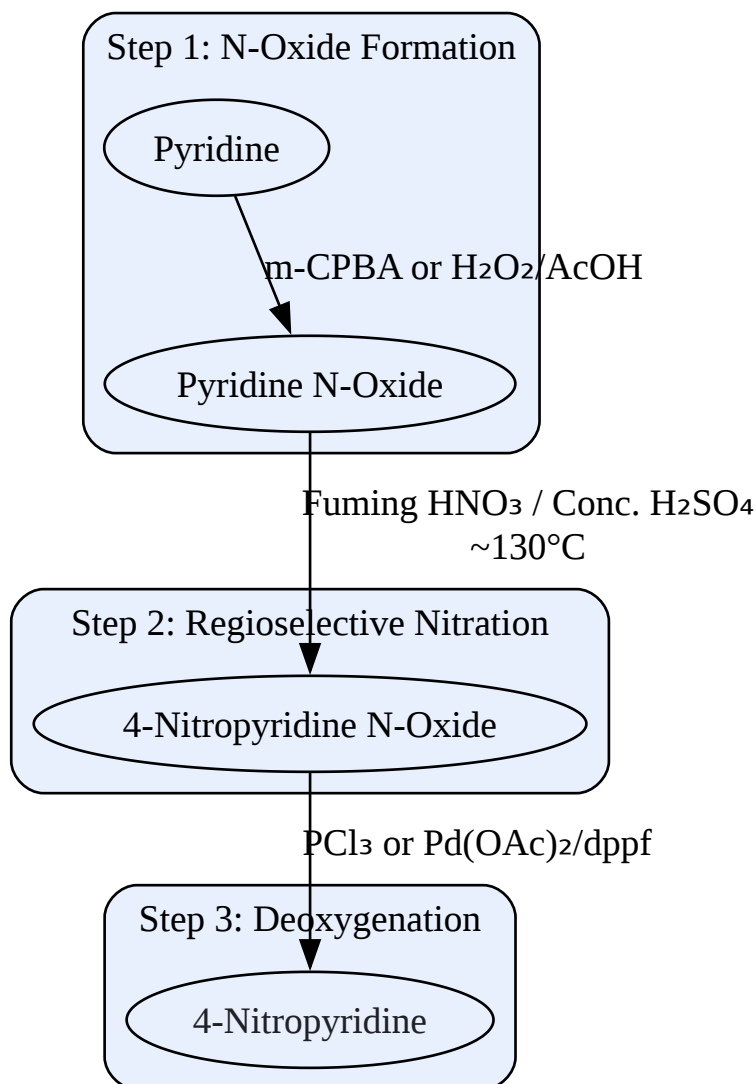 Step 1: N-Oxide Formation
Pyridine
m-CPBA or H₂O₂/AcOH
Pyridine N-Oxide
Fuming HNO₃ / Conc. H₂SO₄
~130°C
Step 2: Regioselective Nitration
4-Nitropyridine N-Oxide
PCl₃ or Pd(OAc)₂/dppf
Step 3: Deoxygenation
4-Nitropyridine